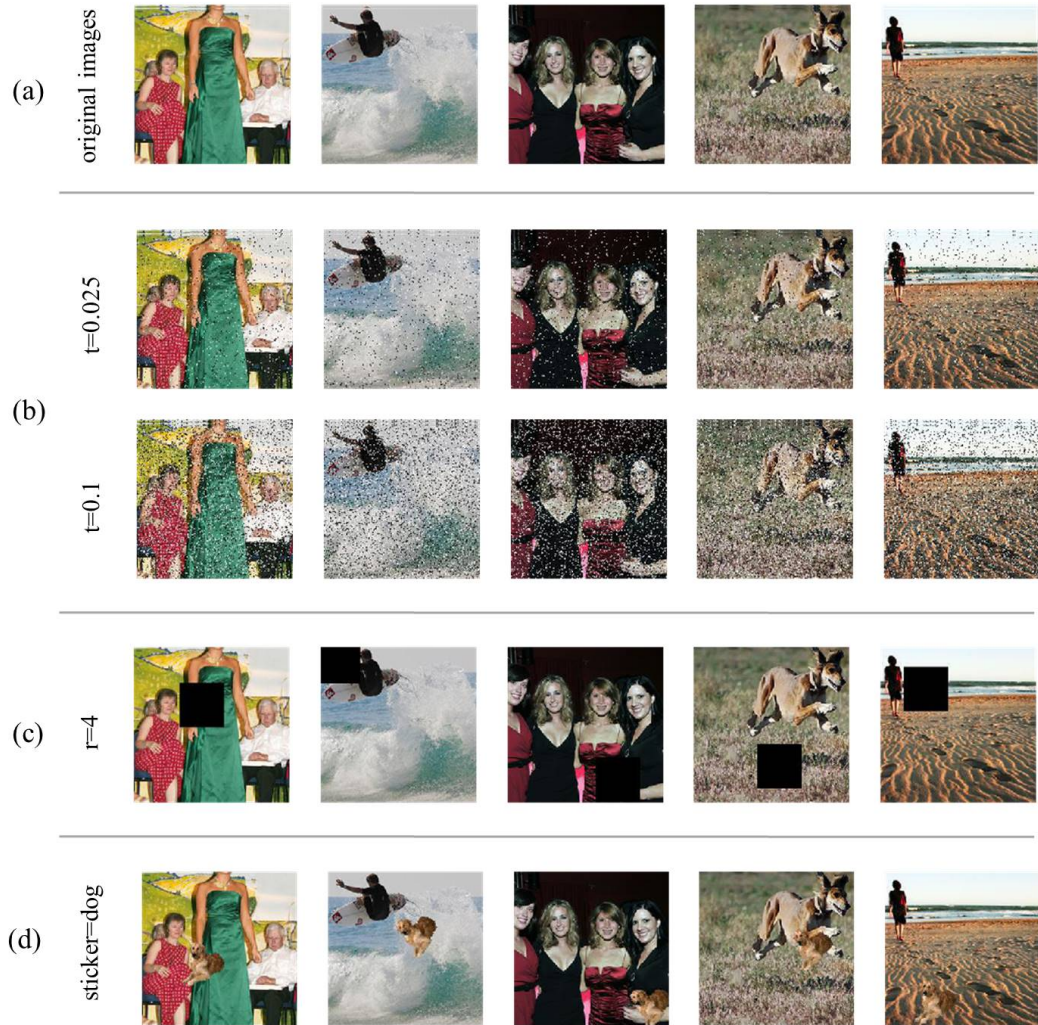 (a)
original images
(b)
t=0.025
t=0.1
(c)
r=4
(d)
sticker=dog